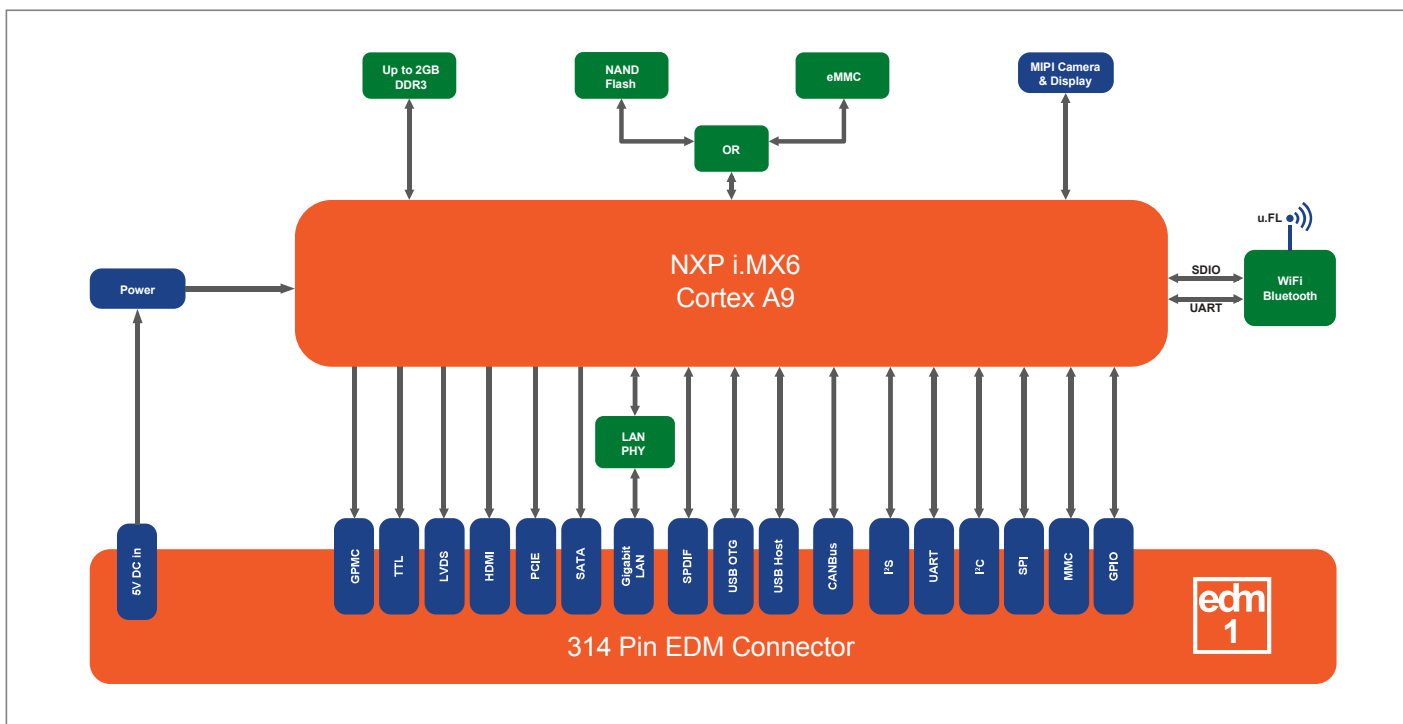 Up to 2GB
DDR3
NAND
Flash
eMMC
MIPI Camera
& Display
OR
u.FL
NXP i.MX6
Cortex A9
SDIO
UART
WiFi
Bluetooth
Power
LAN
PHY
5V DC in
GPMC
TTL
LVDS
HDMI
PCIE
SATA
Gigabit
LAN
SPDIF
USB OTG
USB Host
CANBus
I²S
UART
I²C
SPI
MMC
GPIO
edm
1
314 Pin EDM Connector